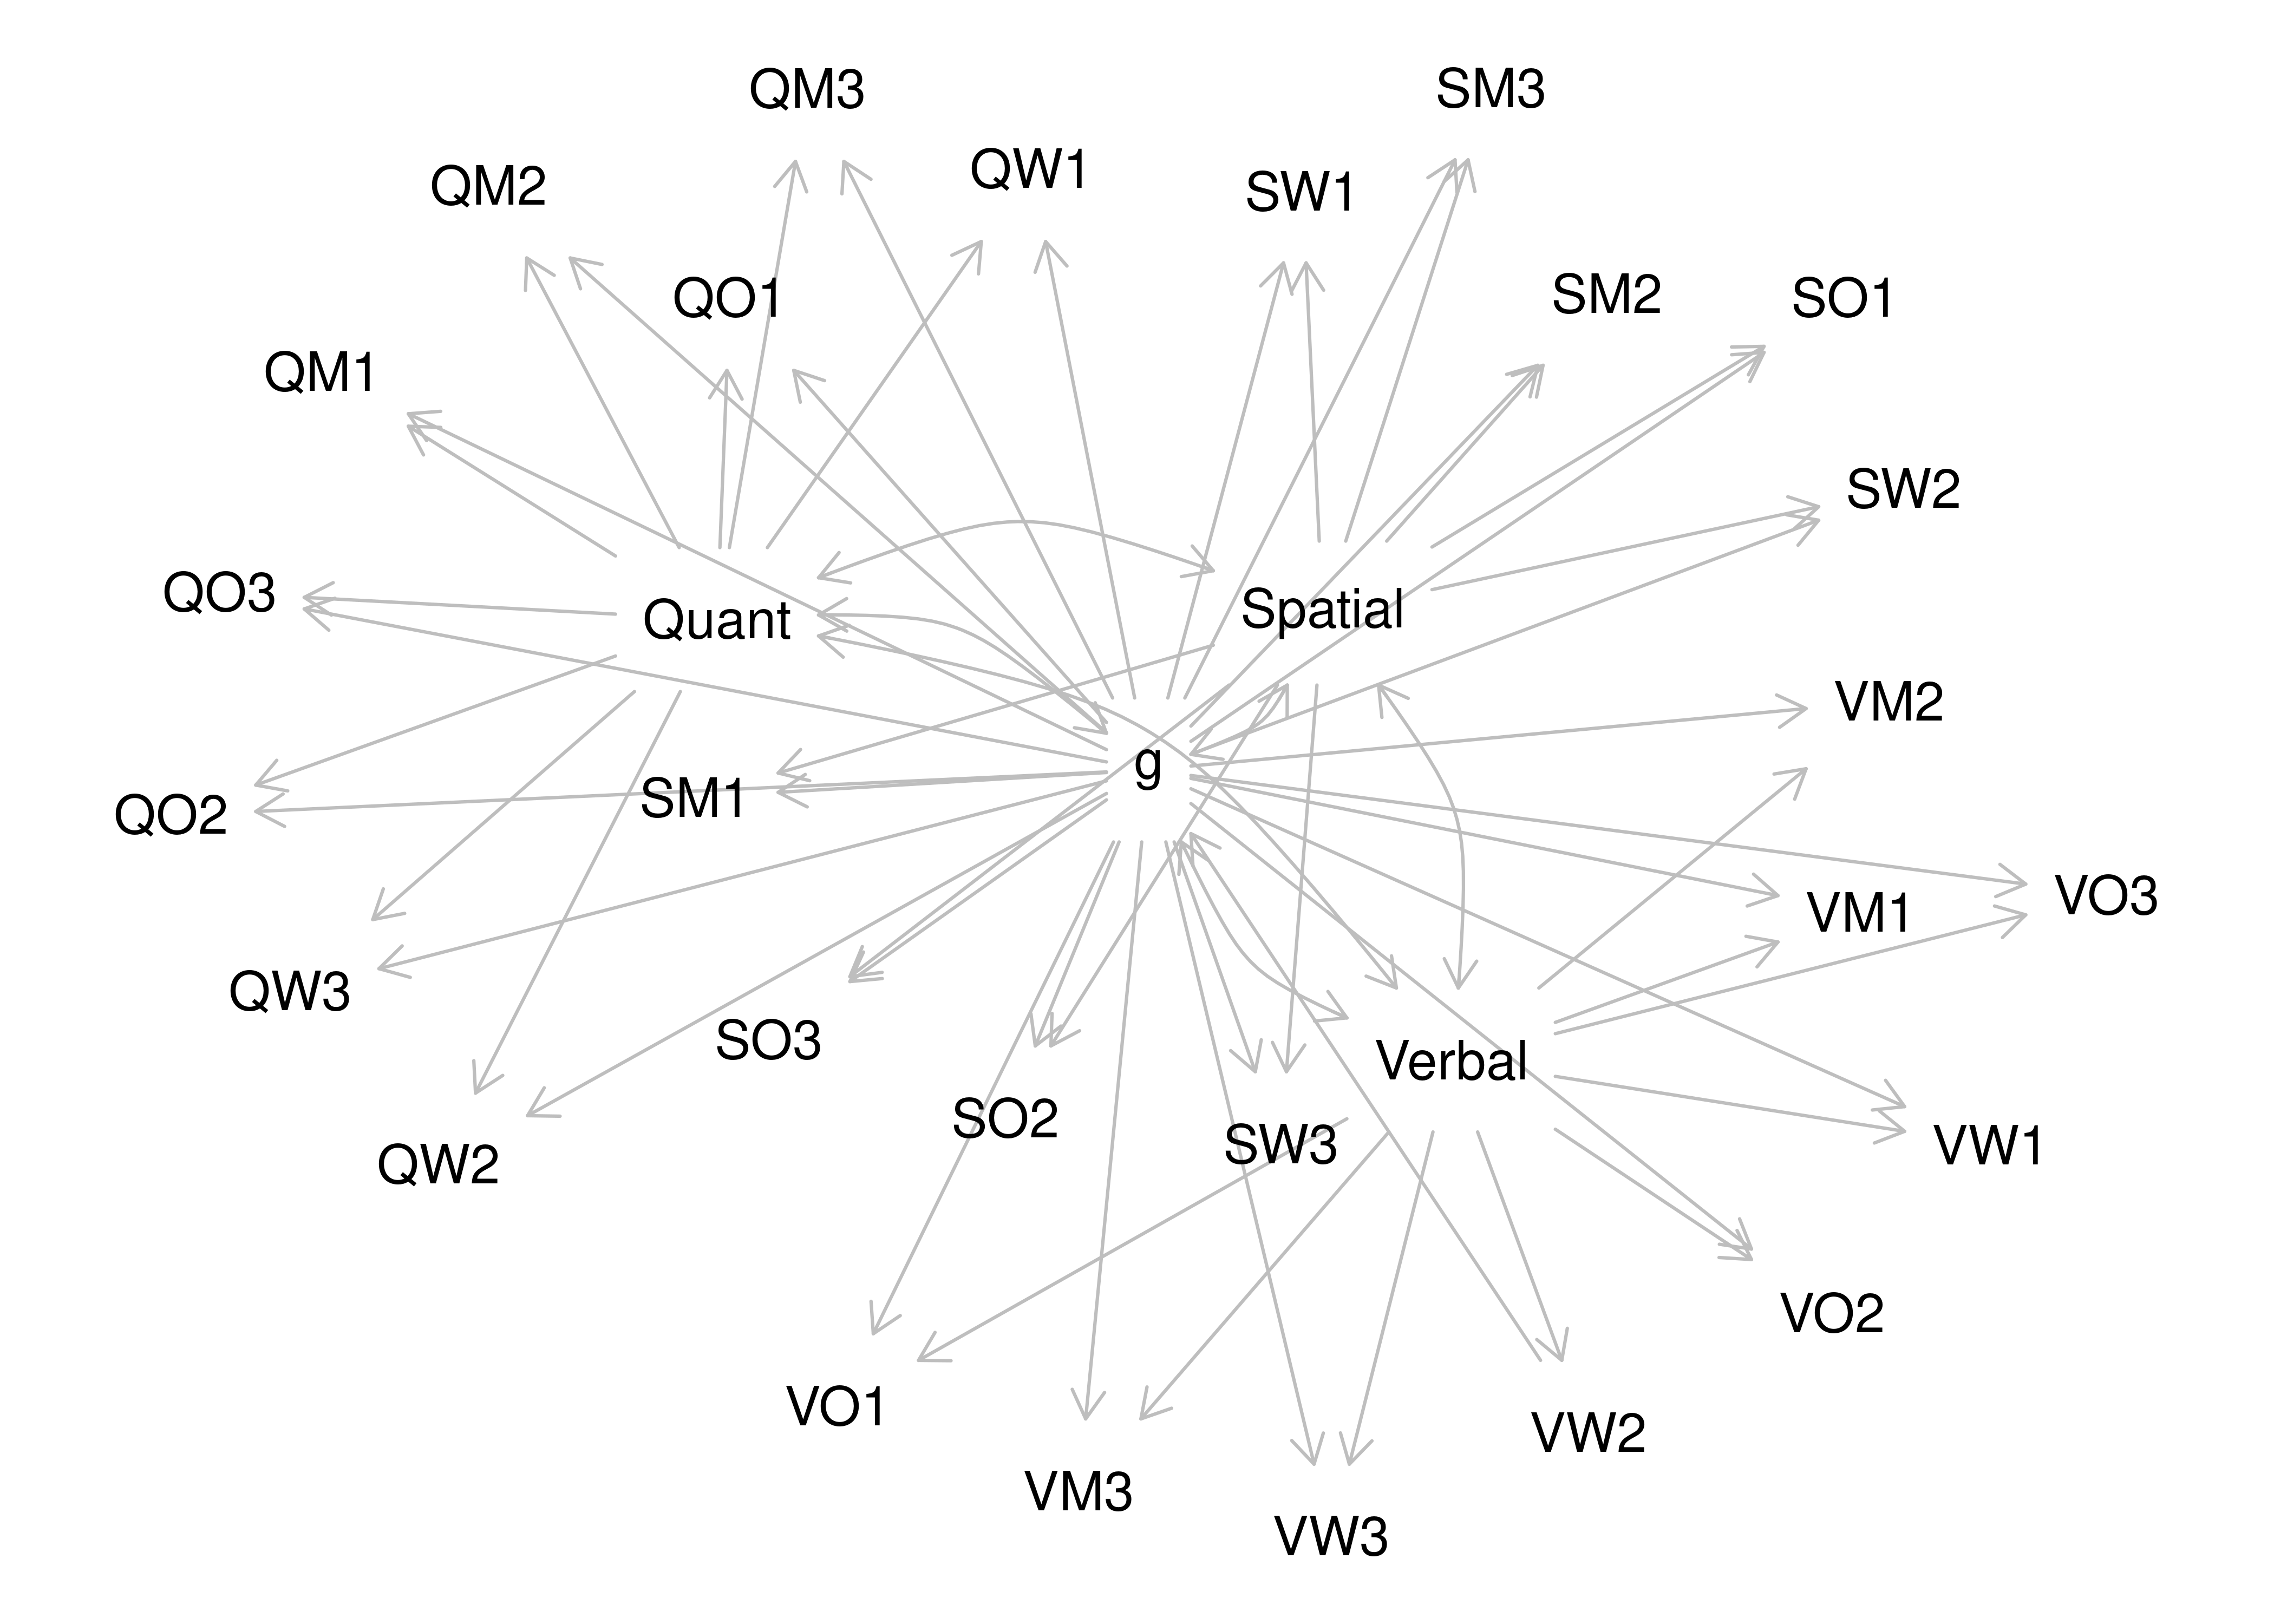 QM3
SM3
QW1
QM2
SW1
QO1
SM2
SO1
QM1
SW2
QO3
Quant
Spatial
VM2
g
SM1
QO2
VO3
VM1
QW3
SO3
Verbal
SO2
SW3
VW1
QW2
VO2
VO1
VW2
VM3
VW3